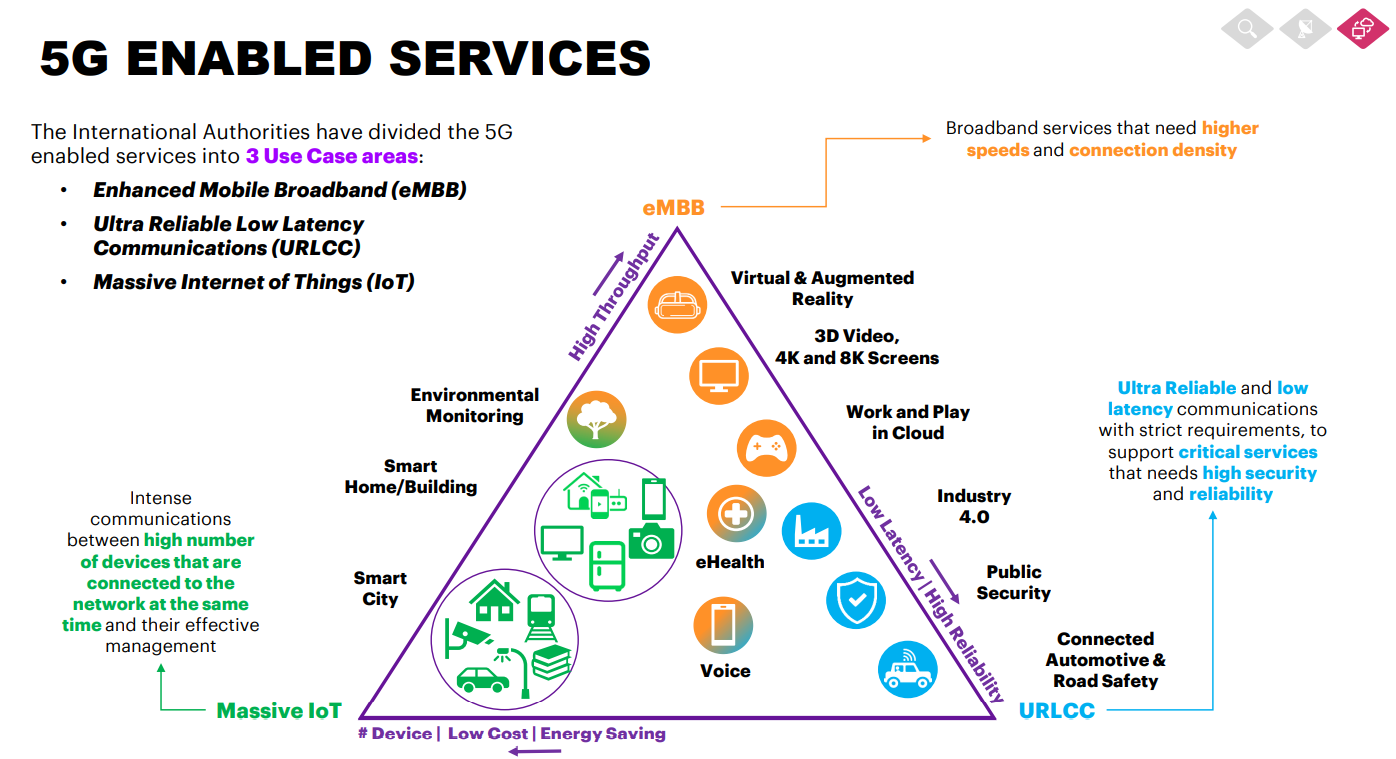 5G ENABLED SERVICES
The International Authorities have divided the 5G
enabled services into 3 Use Case areas:
• Enhanced Mobile Broadband (eMBB)
• Ultra Reliable Low Latency
Communications (URLCC)
• Massive Internet of Things (IoT)
Broadband services that need higher
speeds and connection density
eMBB
High Throughput
Virtual & Augmented
Reality
3D Video,
4K and 8K Screens
Environmental
Monitoring
Work and Play
in Cloud
Smart
Home/Building
Industry
4.0
eHealth
Smart
City
Public
Security
Voice
Connected
Automotive &
Road Safety
Low Latency | High Reliability
Ultra Reliable and low
latency communications
with strict requirements, to
support critical services
that needs high security
and reliability
Intense
communications
between high number
of devices that are
connected to the
network at the same
time and their effective
management
Massive IoT
URLCC
# Device | Low Cost | Energy Saving